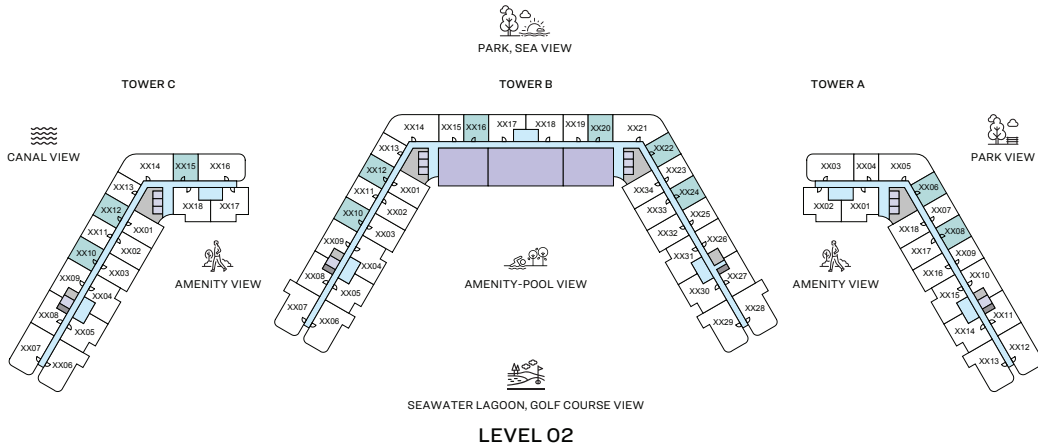 PARK, SEA VIEW
TOWER C
TOWER B
TOWER A
CANAL VIEW
PARK VIEW
XX14
XX15
XX16
XX13
XX12
XX11
XX10
XX09
XX08
XX07
XX06
XX05
XX04
XX03
XX02
XX01
XX18
XX17
AMENITY VIEW
XX14
XX15
XX16
XX17
XX18
XX19
XX20
XX21
XX13
XX12
XX11
XX10
XX09
XX08
XX07
XX06
XX05
XX04
XX03
XX02
XX01
XX22
XX23
XX24
XX25
XX26
XX27
XX28
XX29
XX30
XX31
XX32
XX33
XX34
AMENITY-POOL VIEW
XX03
XX04
XX05
XX02
XX01
XX06
XX07
XX08
XX09
XX10
XX11
XX12
XX13
XX14
XX15
XX16
XX17
XX18
AMENITY VIEW
SEAWATER LAGOON, GOLF COURSE VIEW
LEVEL 02